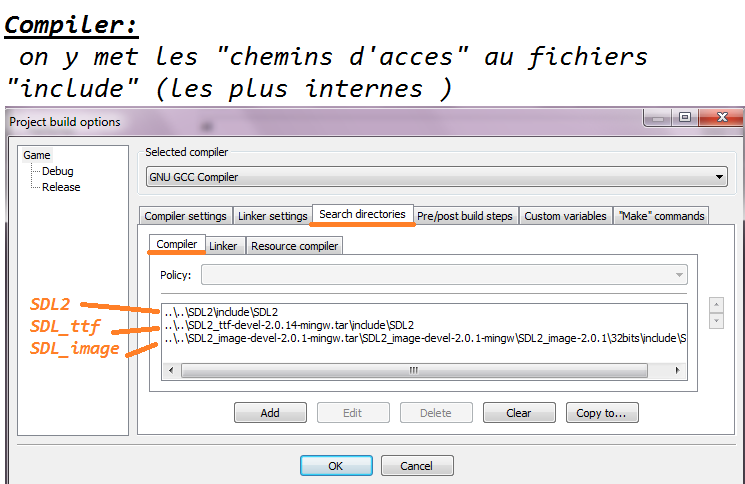 Compiler:
on y met les "chemins d'acces" au fichiers
"include" (les plus internes )
Project build options
Game
Debug
Release
Selected compiler
GNU GCC Compiler
Compiler settings Linker settings Search directories Pre/post build steps Custom variables "Make" commands
Compiler Linker Resource compiler
Policy:
SDL2
SDL_ttf
SDL_image
..\..\SDL2\include\SDL2
..\..\SDL2_ttf-devel-2.0.14-mingw.tar\include\SDL2
..\..\SDL2_image-devel-2.0.1-mingw.tar\SDL2_image-devel-2.0.1-mingw\SDL2_image-2.0.1\32bits\include\S
Add Edit Delete Clear Copy to...
OK Cancel